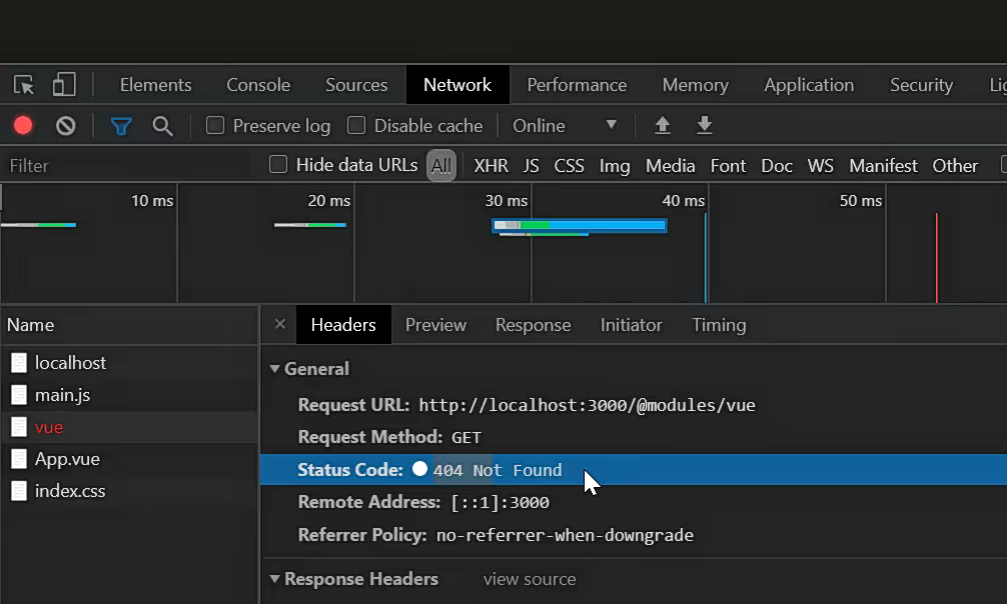 Elements Console Sources Network Performance Memory Application Security Lig
Preserve log Disable cache Online
Filter Hide data URLs All XHR JS CSS Img Media Font Doc WS Manifest Other
10 ms 20 ms 30 ms 40 ms 50 ms
Name
localhost
main.js
vue
App.vue
index.css
× Headers Preview Response Initiator Timing
General
Request URL: http://localhost:3000/@modules/vue
Request Method: GET
Status Code: 404 Not Found
Remote Address: [::1]:3000
Referrer Policy: no-referrer-when-downgrade
Response Headers view source